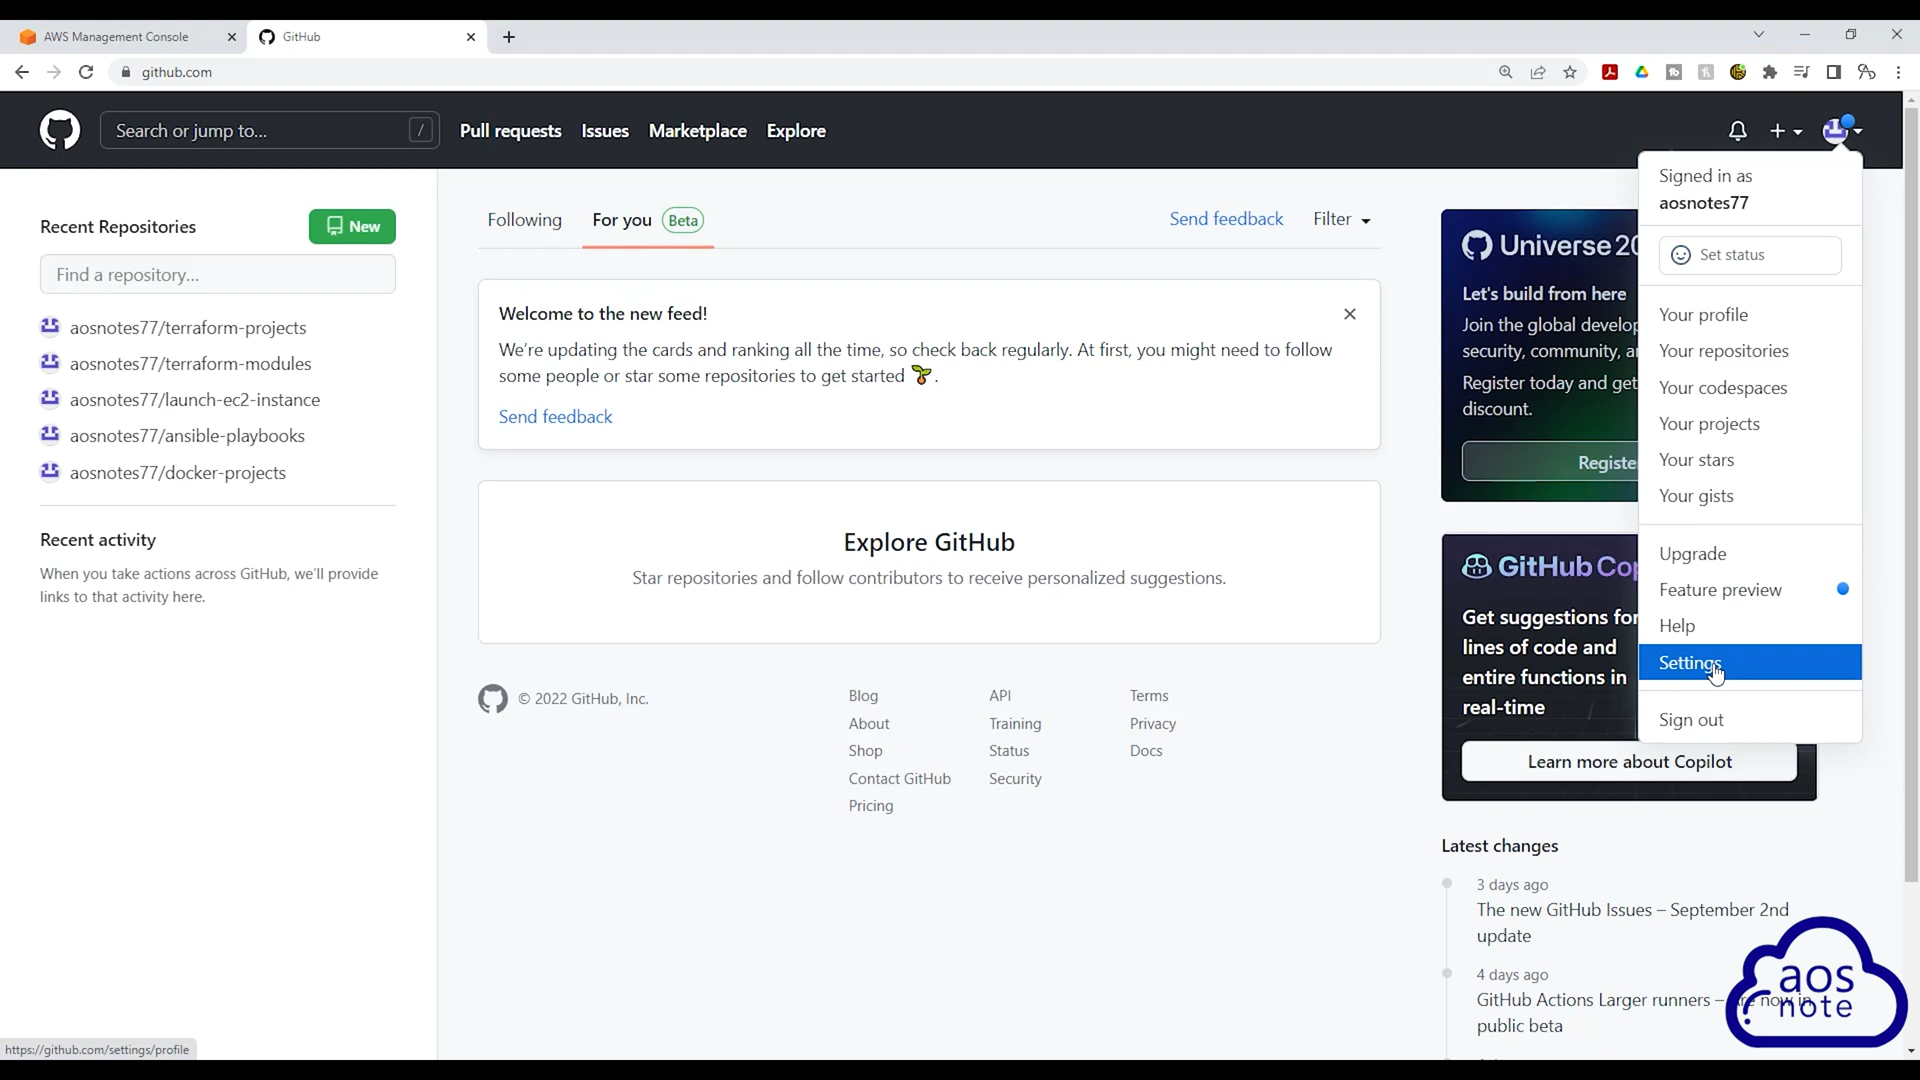 AWS Management Console
GitHub
github.com
Search or jump to...
/
Pull requests
Issues
Marketplace
Explore
Signed in as
aosnotes77
Set status
Your profile
Your repositories
Your codespaces
Your projects
Your stars
Your gists
Upgrade
Feature preview
Help
Settings
Sign out
Recent Repositories
New
Find a repository...
aosnotes77/terraform-projects
aosnotes77/terraform-modules
aosnotes77/launch-ec2-instance
aosnotes77/ansible-playbooks
aosnotes77/docker-projects
Recent activity
When you take actions across GitHub, we'll provide
links to that activity here.
Following
For you
Beta
Send feedback
Filter
Welcome to the new feed!
We're updating the cards and ranking all the time, so check back regularly. At first, you might need to follow
some people or star some repositories to get started 🌱.
Send feedback
Explore GitHub
Star repositories and follow contributors to receive personalized suggestions.
© 2022 GitHub, Inc.
Blog
About
Shop
Contact GitHub
Pricing
API
Training
Status
Security
Terms
Privacy
Docs
Universe 20
Let's build from here
Join the global develop
security, community, a
Register today and get
discount.
Registe
GitHub Cop
Get suggestions for
lines of code and
entire functions in
real-time
Learn more about Copilot
Latest changes
3 days ago
The new GitHub Issues – September 2nd
update
4 days ago
GitHub Actions Larger runners – Are now in
public beta
aos
note
https://github.com/settings/profile